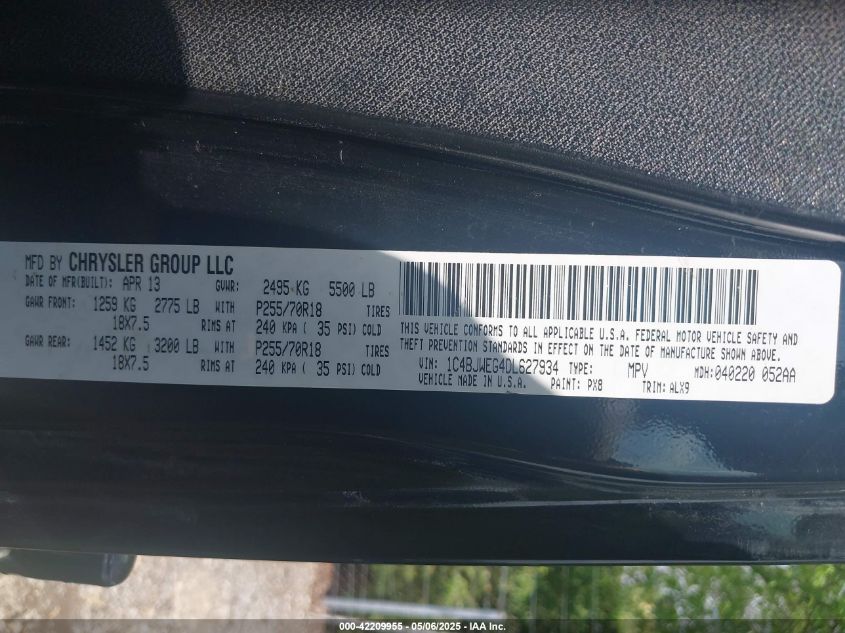 MFD BY CHRYSLER GROUP LLC
DATE OF MFR(BUILT): APR 13 GVWR: 2495 KG 5500 LB
GAWR FRONT: 1259 KG 2775 LB WITH P255/70R18 TIRES
18X7.5 RIMS AT 240 KPA ( 35 PSI) COLD
GAWR REAR: 1452 KG 3200 LB WITH P255/70R18 TIRES
18X7.5 RIMS AT 240 KPA ( 35 PSI) COLD
THIS VEHICLE CONFORMS TO ALL APPLICABLE U.S.A. FEDERAL MOTOR VEHICLE SAFETY AND
THEFT PREVENTION STANDARDS IN EFFECT ON THE DATE OF MANUFACTURE SHOWN ABOVE.
VIN: 1C4BJWEG4DL627934 TYPE: MPV MDH: 040220 052AA
VEHICLE MADE IN U.S.A. PAINT: PX8 TRIM: ALX9
000-42209955 - 05/06/2025 - IAA Inc.